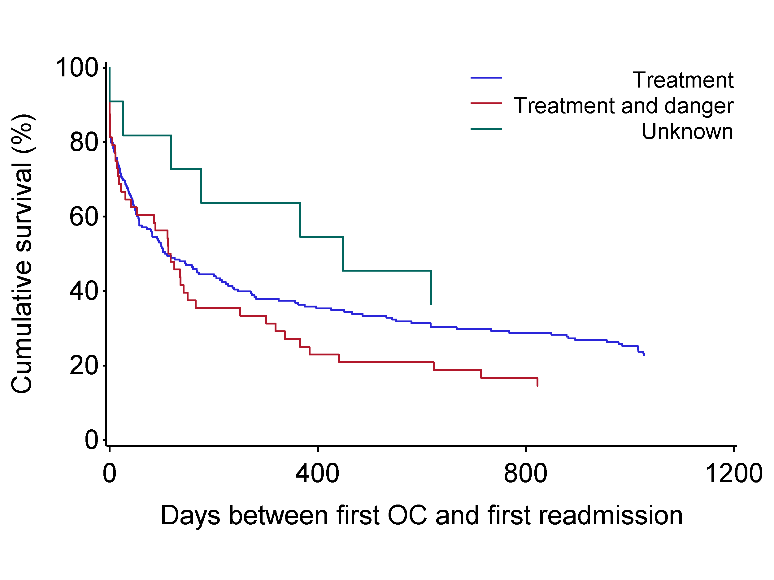 100
80
60
40
20
0
Cumulative survival (%)
Treatment
Treatment and danger
Unknown
0 400 800 1200
Days between first OC and first readmission